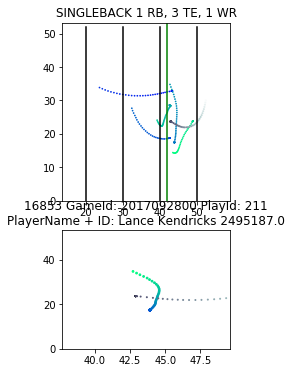 SINGLEBACK 1 RB, 3 TE, 1 WR
50
40
30
20
10
0
20 30 40 50
16853 GameId: 2017092800 PlayId: 211
PlayerName + ID: Lance Kendricks 2495187.0
40
20
0
40.0 42.5 45.0 47.5